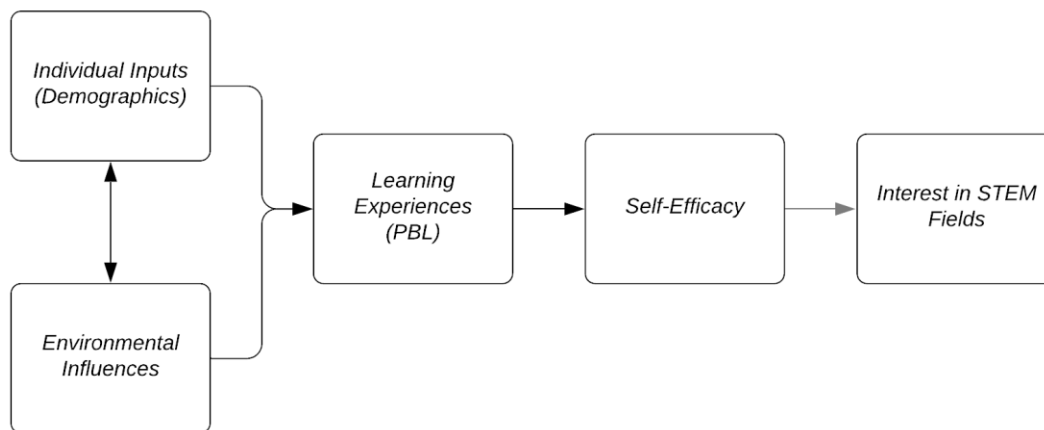 Individual Inputs
(Demographics)
Learning
Experiences
(PBL)
Self-Efficacy
Interest in STEM
Fields
Environmental
Influences